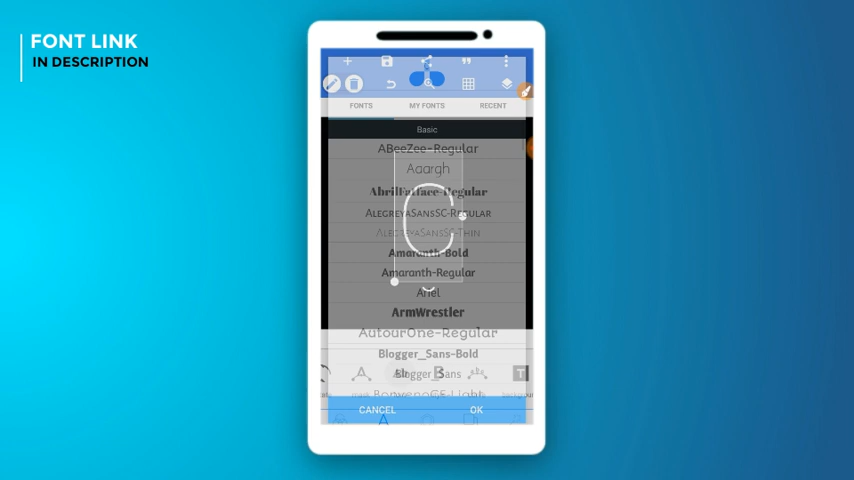 FONT LINK
IN DESCRIPTION
FONTS
MY FONTS
RECENT
Basic
ABeeZee-Regular
Aaargh
AbrilFatface-Regular
AlegreyaSansSC-Regular
AlegreyaSansSC-Thin
Amaranth-Bold
Amaranth-Regular
Ariel
ArmWrestler
AutourOne-Regular
Blogger_Sans-Bold
Blogger_Sans
CANCEL
OK